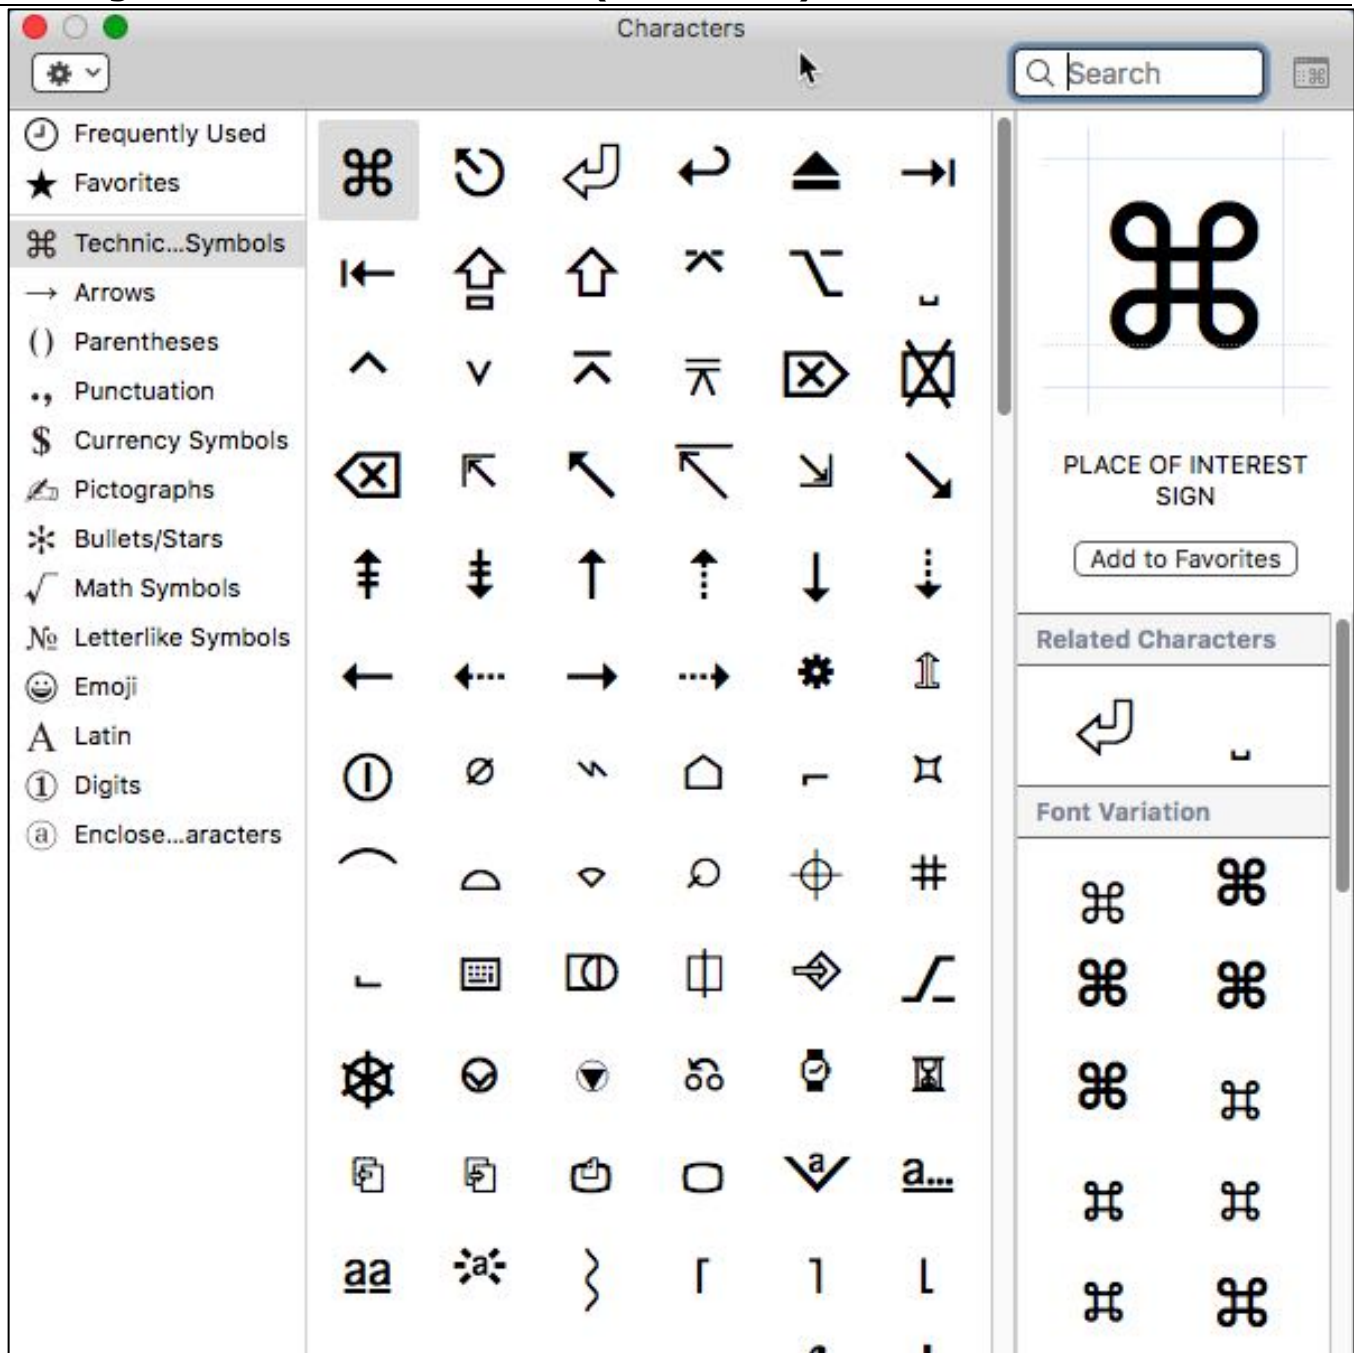 Characters
Search
Frequently Used
Favorites
Technic...Symbols
Arrows
Parentheses
Punctuation
Currency Symbols
Pictographs
Bullets/Stars
Math Symbols
Letterlike Symbols
Emoji
Latin
Digits
Enclose...aracters
PLACE OF INTEREST
SIGN
Add to Favorites
Related Characters
Font Variation